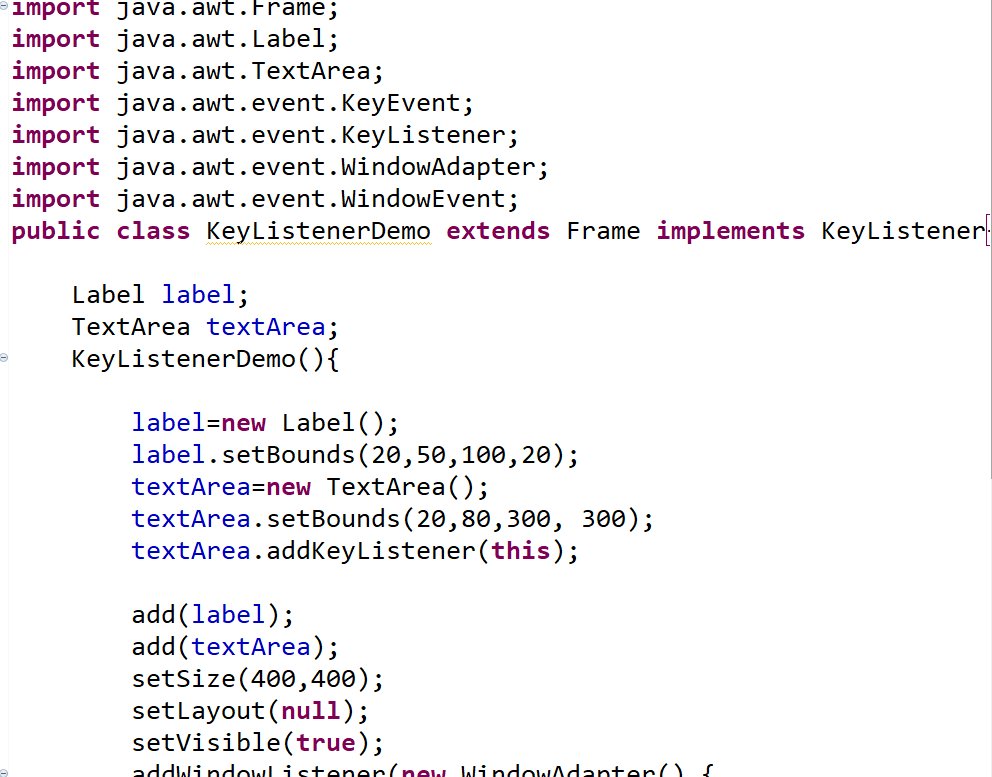 import java.awt.Frame;
import java.awt.Label;
import java.awt.TextArea;
import java.awt.event.KeyEvent;
import java.awt.event.KeyListener;
import java.awt.event.WindowAdapter;
import java.awt.event.WindowEvent;
public class KeyListenerDemo extends Frame implements KeyListener
Label label;
TextArea textArea;
KeyListenerDemo(){
label=new Label();
label.setBounds(20,50,100,20);
textArea=new TextArea();
textArea.setBounds(20,80,300, 300);
textArea.addKeyListener(this);
add(label);
add(textArea);
setSize(400,400);
setLayout(null);
setVisible(true);
addWindowListener(new WindowAdapter() {